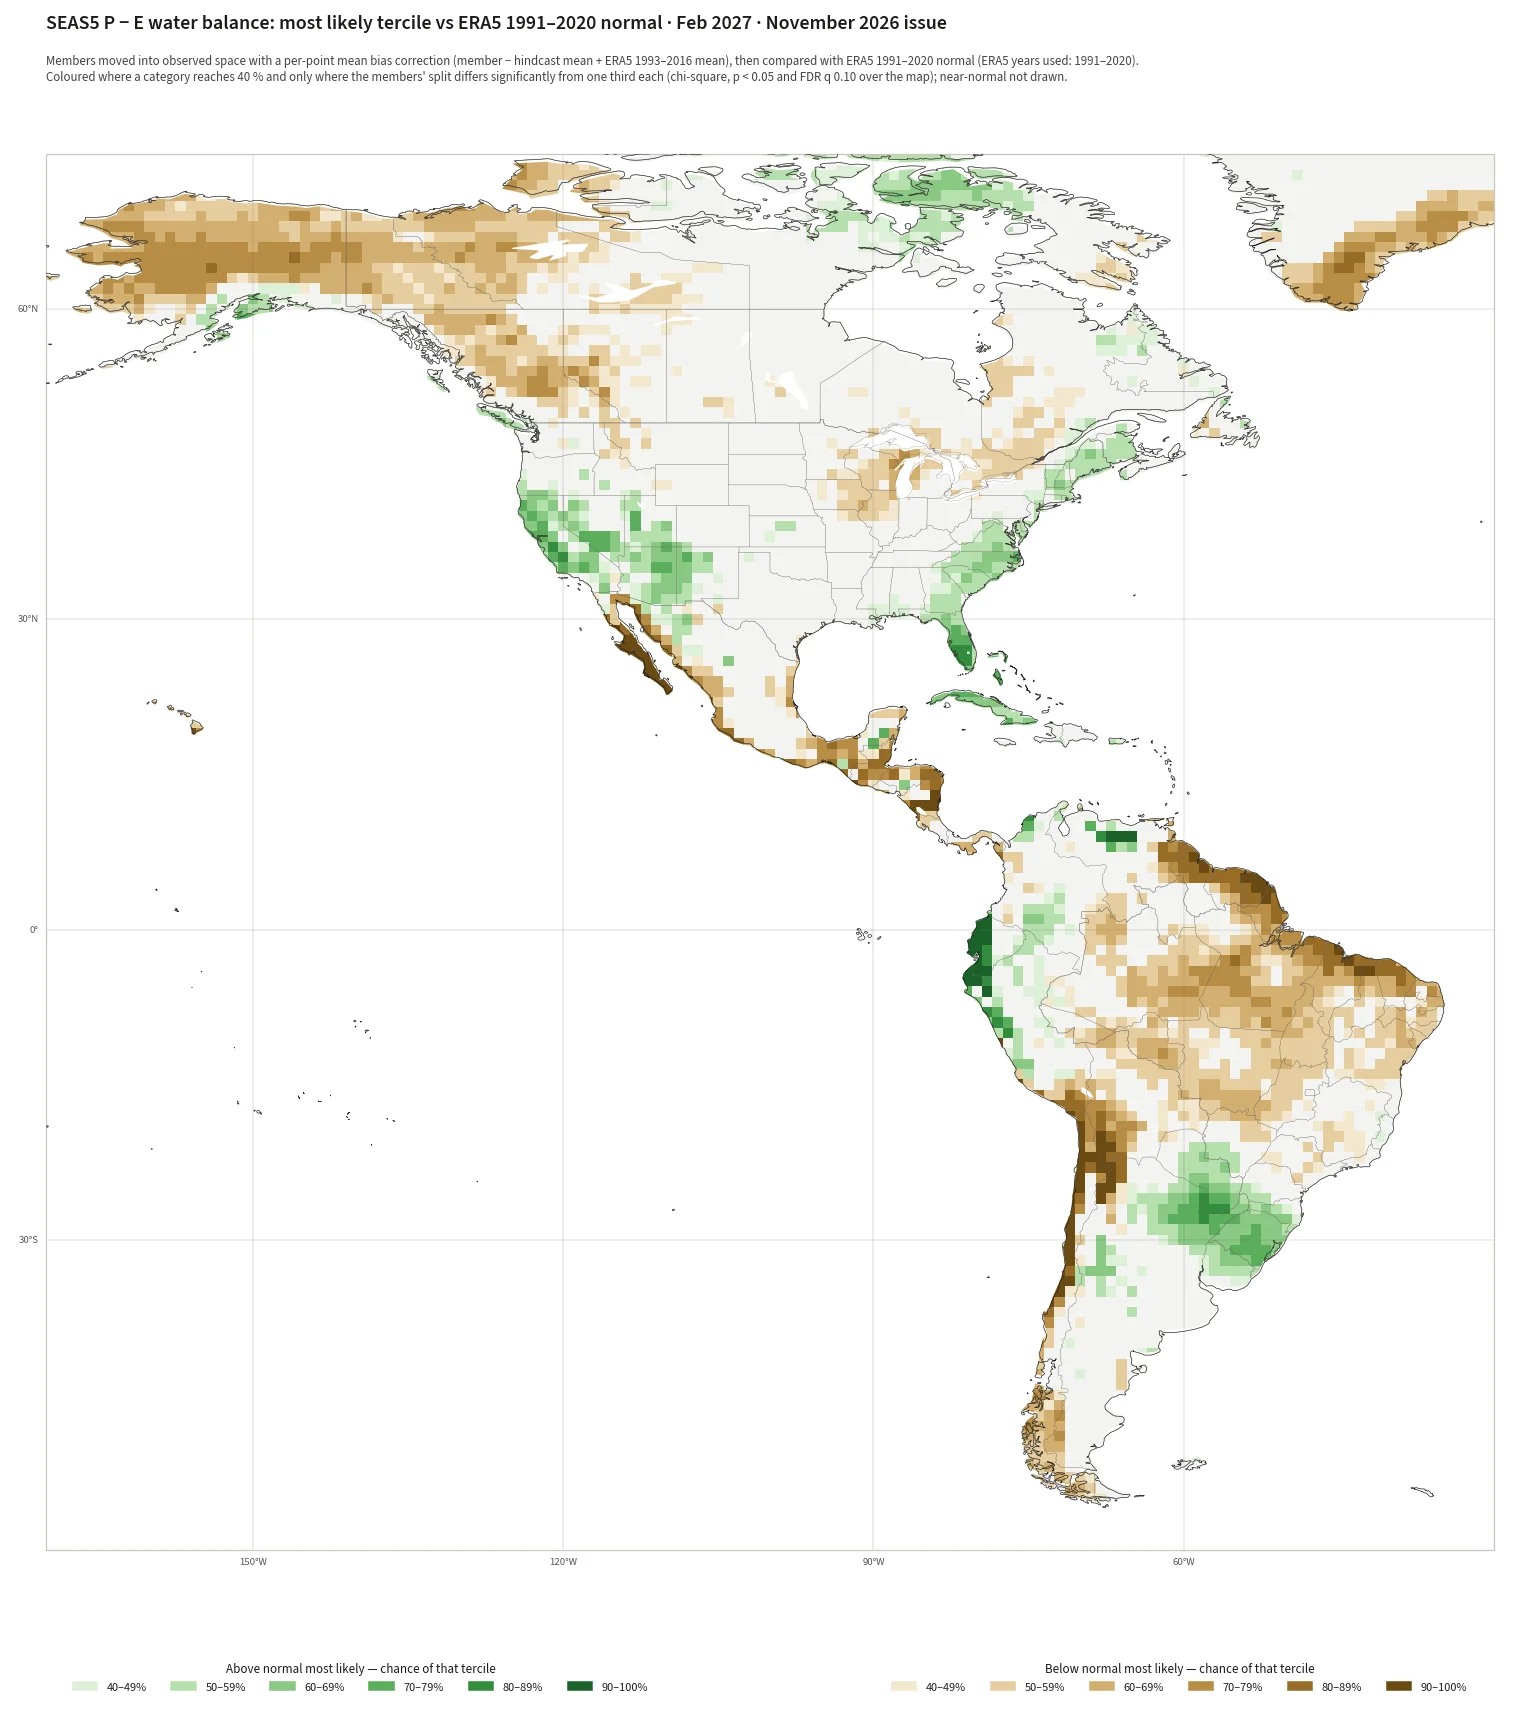 SEAS5 P − E water balance: most likely tercile vs ERA5 1991–2020 normal · Feb 2027 · November 2026 issue
Members moved into observed space with a per-point mean bias correction (member − hindcast mean + ERA5 1993–2016 mean), then compared with ERA5 1991–2020 normal (ERA5 years used: 1991–2020).
Coloured where a category reaches 40 % and only where the members' split differs significantly from one third each (chi-square, p < 0.05 and FDR q 0.10 over the map); near-normal not drawn.
60°N
30°N
0°
30°S
150°W 120°W 90°W 60°W
Above normal most likely — chance of that tercile
40–49% 50–59% 60–69% 70–79% 80–89% 90–100%
Below normal most likely — chance of that tercile
40–49% 50–59% 60–69% 70–79% 80–89% 90–100%